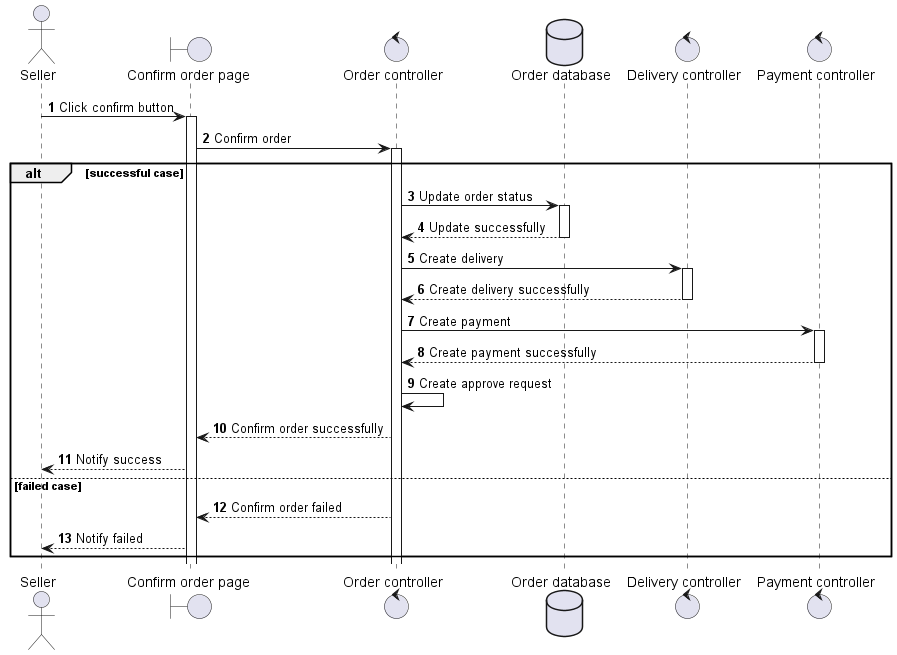 Seller
Confirm order page
Order controller
Order database
Delivery controller
Payment controller
1 Click confirm button
2 Confirm order
alt
[successful case]
3 Update order status
4 Update successfully
5 Create delivery
6 Create delivery successfully
7 Create payment
8 Create payment successfully
9 Create approve request
10 Confirm order successfully
11 Notify success
[failed case]
12 Confirm order failed
13 Notify failed
Seller
Confirm order page
Order controller
Order database
Delivery controller
Payment controller